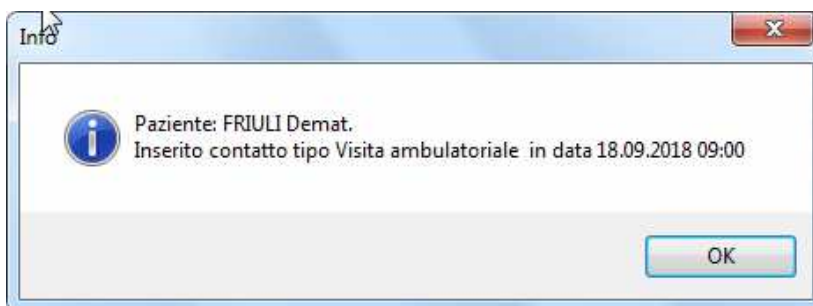 Info
Paziente: FRIULI Demat.
Inserito contatto tipo Visita ambulatoriale in data 18.09.2018 09:00
OK